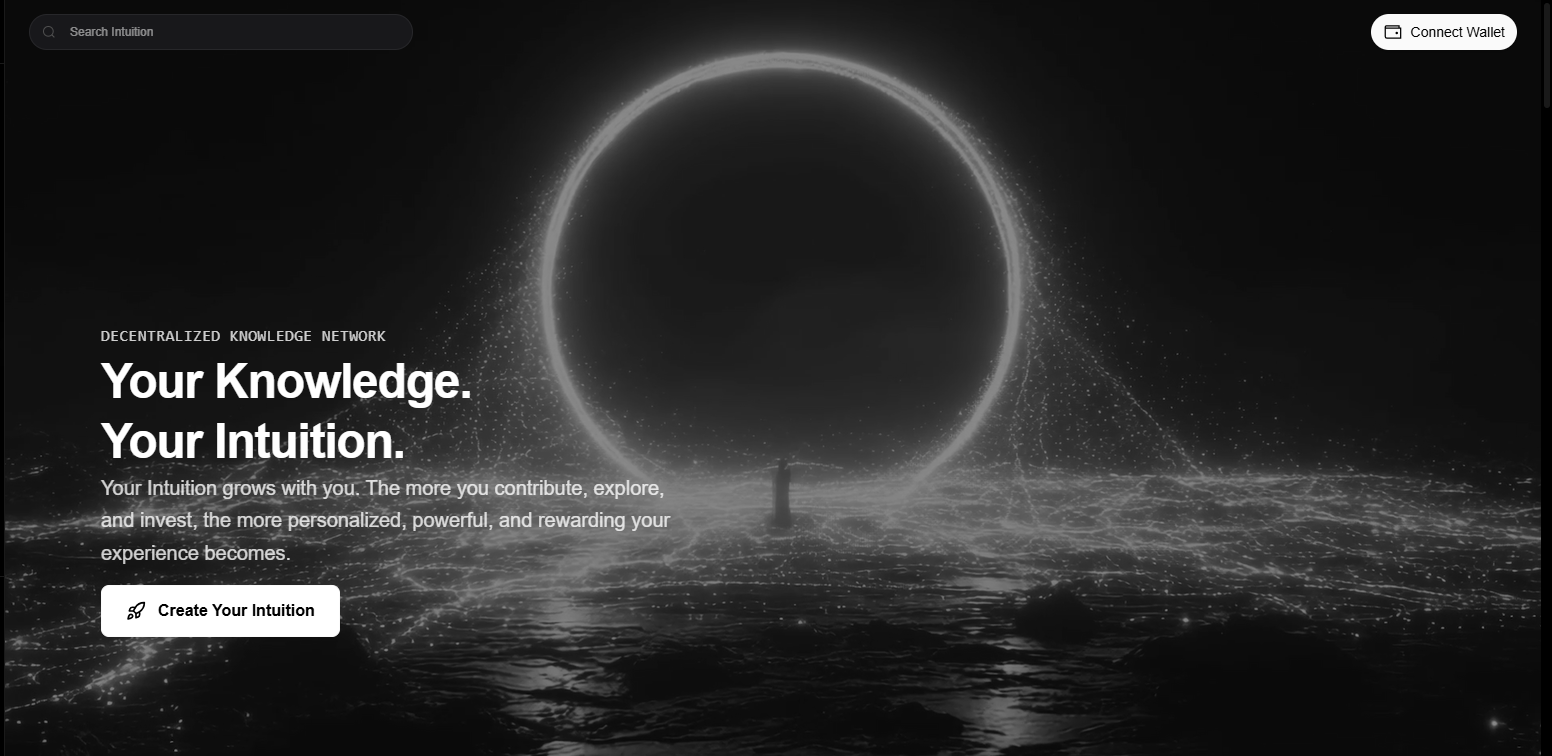 Search Intuition
Connect Wallet
DECENTRALIZED KNOWLEDGE NETWORK
Your Knowledge.
Your Intuition.
Your Intuition grows with you. The more you contribute, explore,
and invest, the more personalized, powerful, and rewarding your
experience becomes.
Create Your Intuition